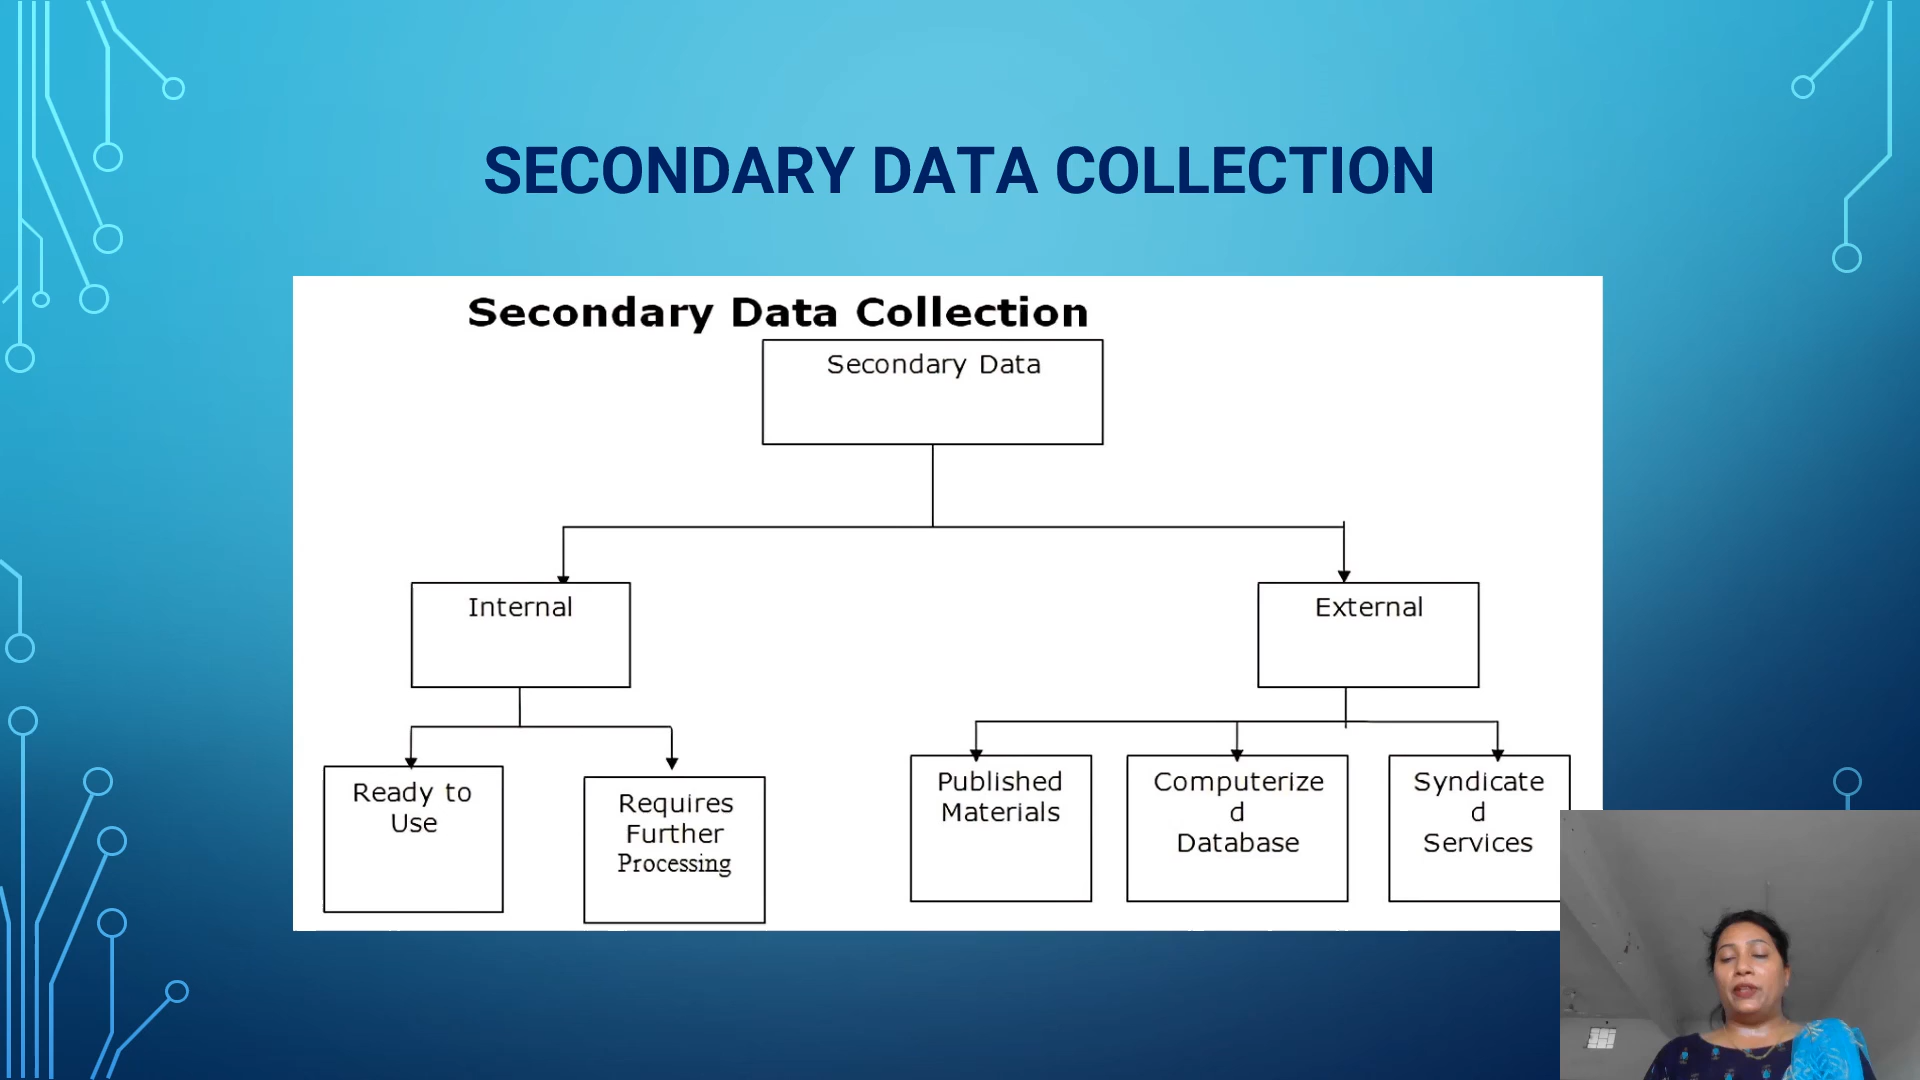 SECONDARY DATA COLLECTION
Secondary Data Collection
Secondary Data
Internal
External
Ready to
Use
Requires
Further
Processing
Published
Materials
Computerize
d
Database
Syndicate
d
Services